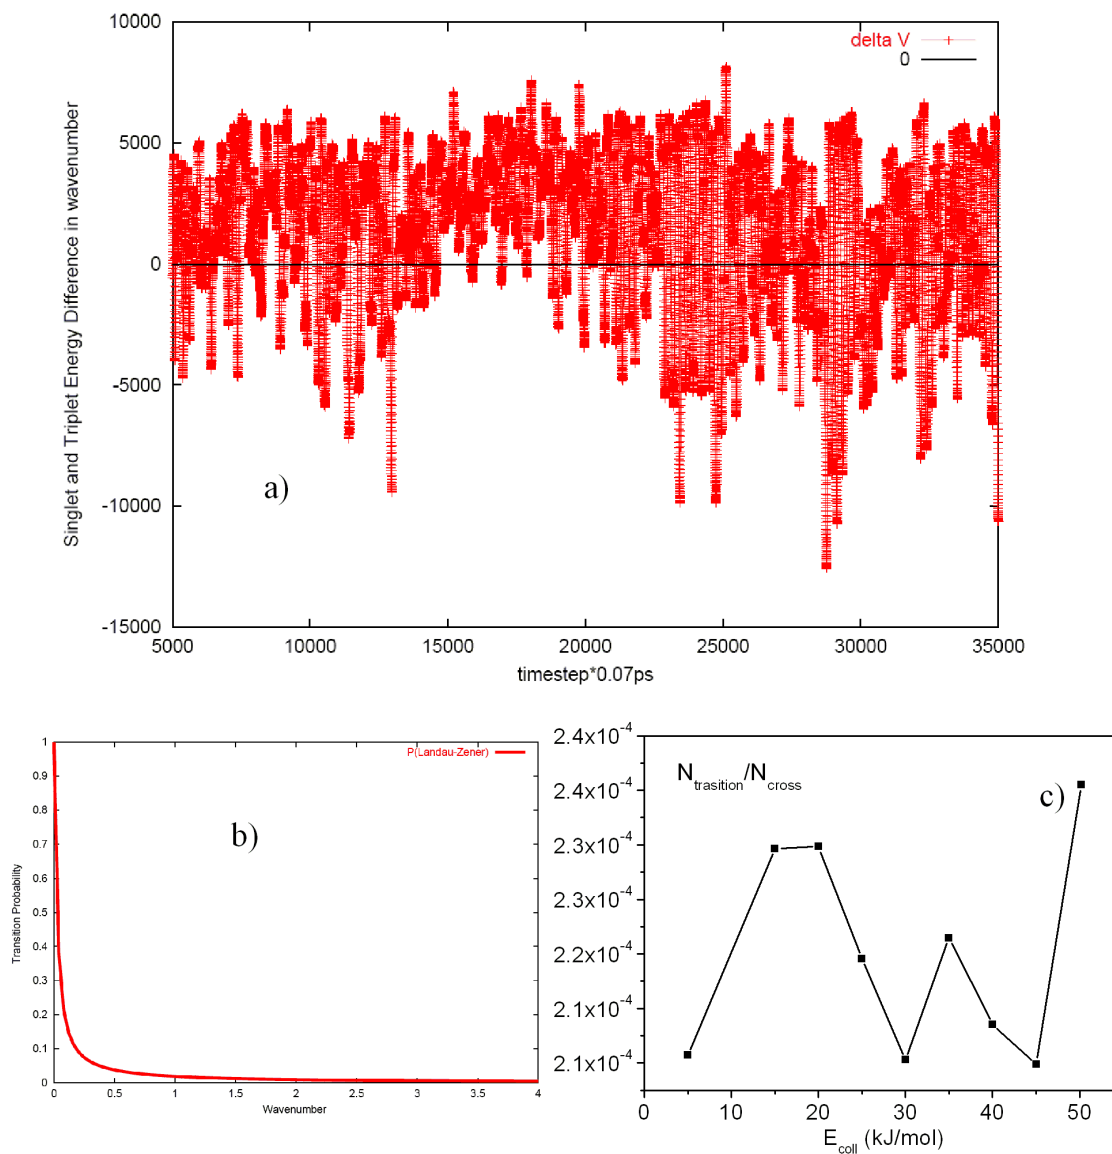 10000
5000
0
-5000
-10000
-15000
Singlet and Triplet Energy Difference in wavenumber
delta V
0
a)
5000 10000 15000 20000 25000 30000 35000
timestep*0.07ps
1
0.9
0.8
0.7
0.6
0.5
0.4
0.3
0.2
0.1
0
Transition Probability
P(Landau-Zener)
b)
0 0.5 1 1.5 2 2.5 3 3.5 4
Wavenumber
2.4x10-4
2.4x10-4
2.3x10-4
2.3x10-4
2.2x10-4
2.1x10-4
2.1x10-4
Ntrasition/Ncross
c)
0 10 20 30 40 50
Ecoll (kJ/mol)